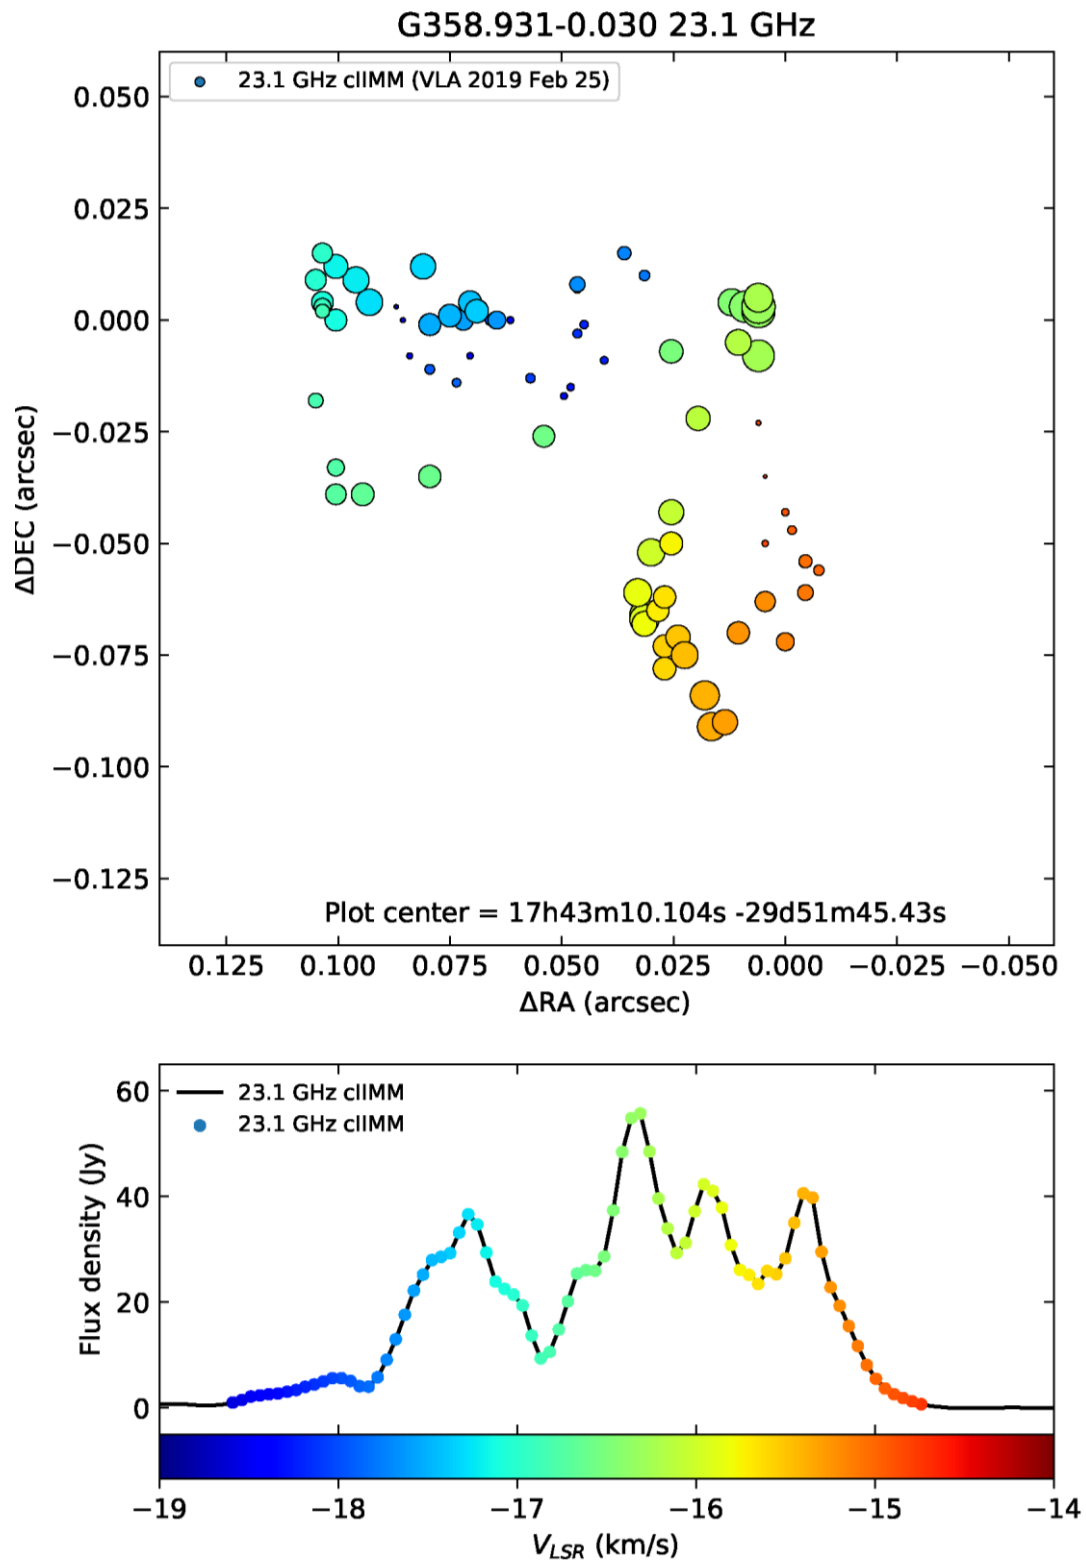 G358.931-0.030 23.1 GHz
23.1 GHz clIMM (VLA 2019 Feb 25)
0.050
0.025
0.000
−0.025
−0.050
−0.075
−0.100
−0.125
ΔDEC (arcsec)
Plot center = 17h43m10.104s -29d51m45.43s
0.125 0.100 0.075 0.050 0.025 0.000 −0.025 −0.050
ΔRA (arcsec)
23.1 GHz clIMM
23.1 GHz clIMM
60
40
20
0
Flux density (Jy)
−19 −18 −17 −16 −15 −14
VLSR (km/s)